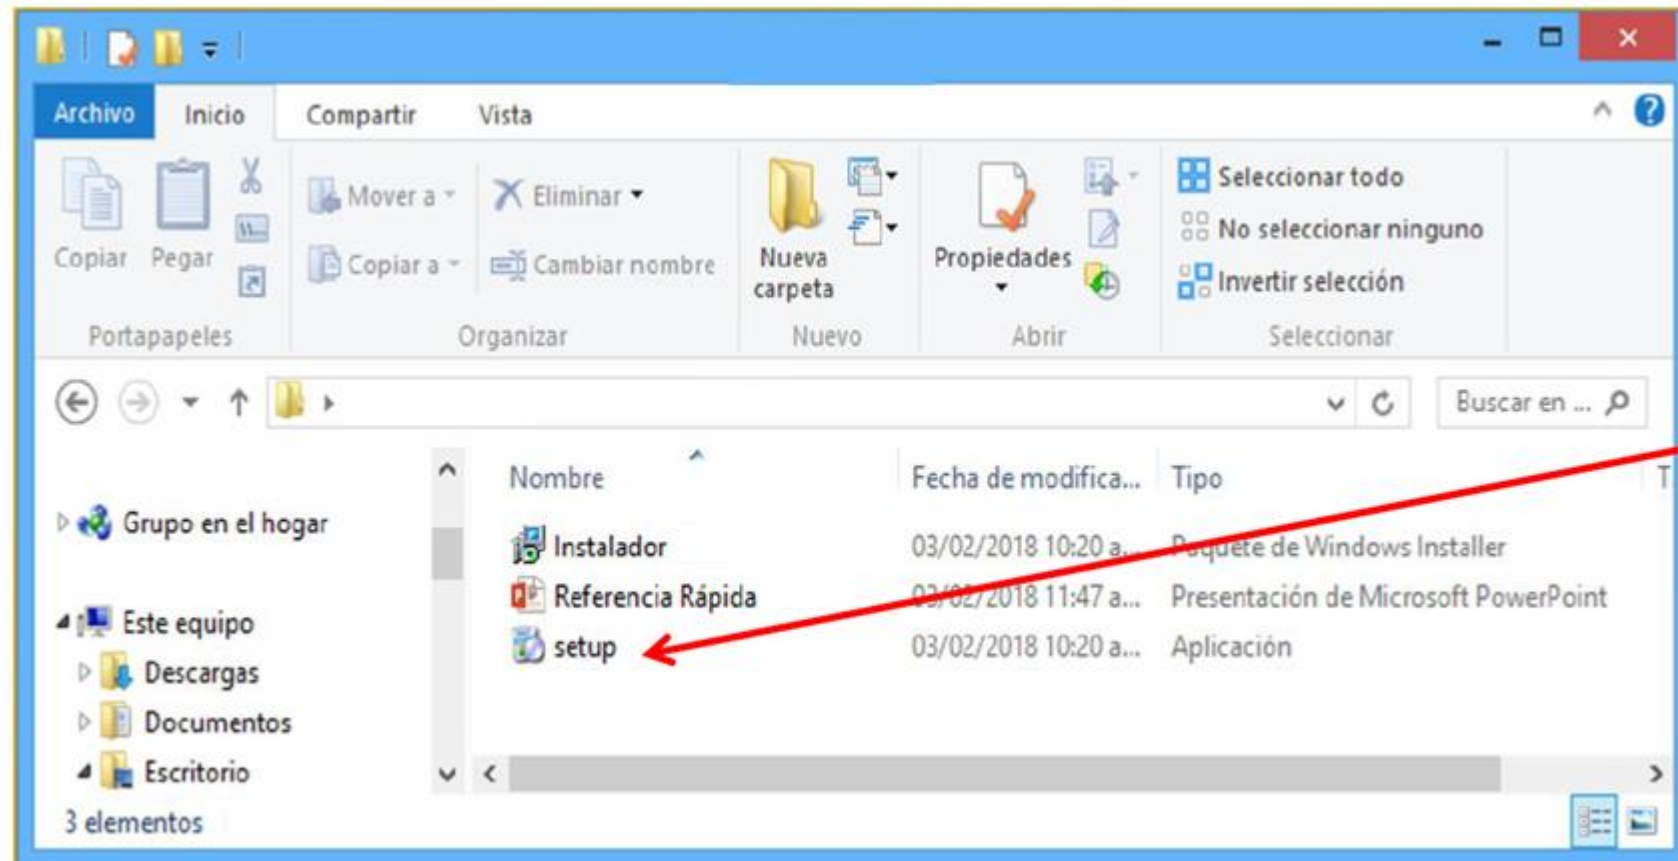 Archivo Inicio Compartir Vista
Copiar Pegar Mover a Copiar a Eliminar Cambiar nombre Nueva carpeta Propiedades Seleccionar todo No seleccionar ninguno Invertir selección
Portapapeles Organizar Nuevo Abrir Seleccionar
Buscar en ...
Nombre Fecha de modifica... Tipo T
Grupo en el hogar
Instalador 03/02/2018 10:20 a... Paquete de Windows Installer
Referencia Rápida 03/02/2018 11:47 a... Presentación de Microsoft PowerPoint
Este equipo
setup 03/02/2018 10:20 a... Aplicación
Descargas
Documentos
Escritorio
3 elementos